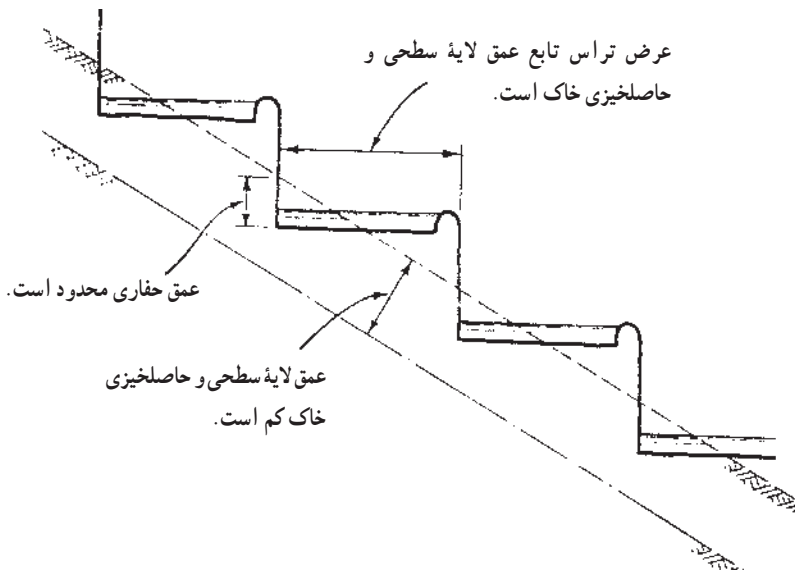 عرض تراس تابع عمق لایهٔ سطحی و
حاصلخیزی خاک است.
عمق حفاری محدود است.
عمق لایهٔ سطحی و حاصلخیزی
خاک کم است.